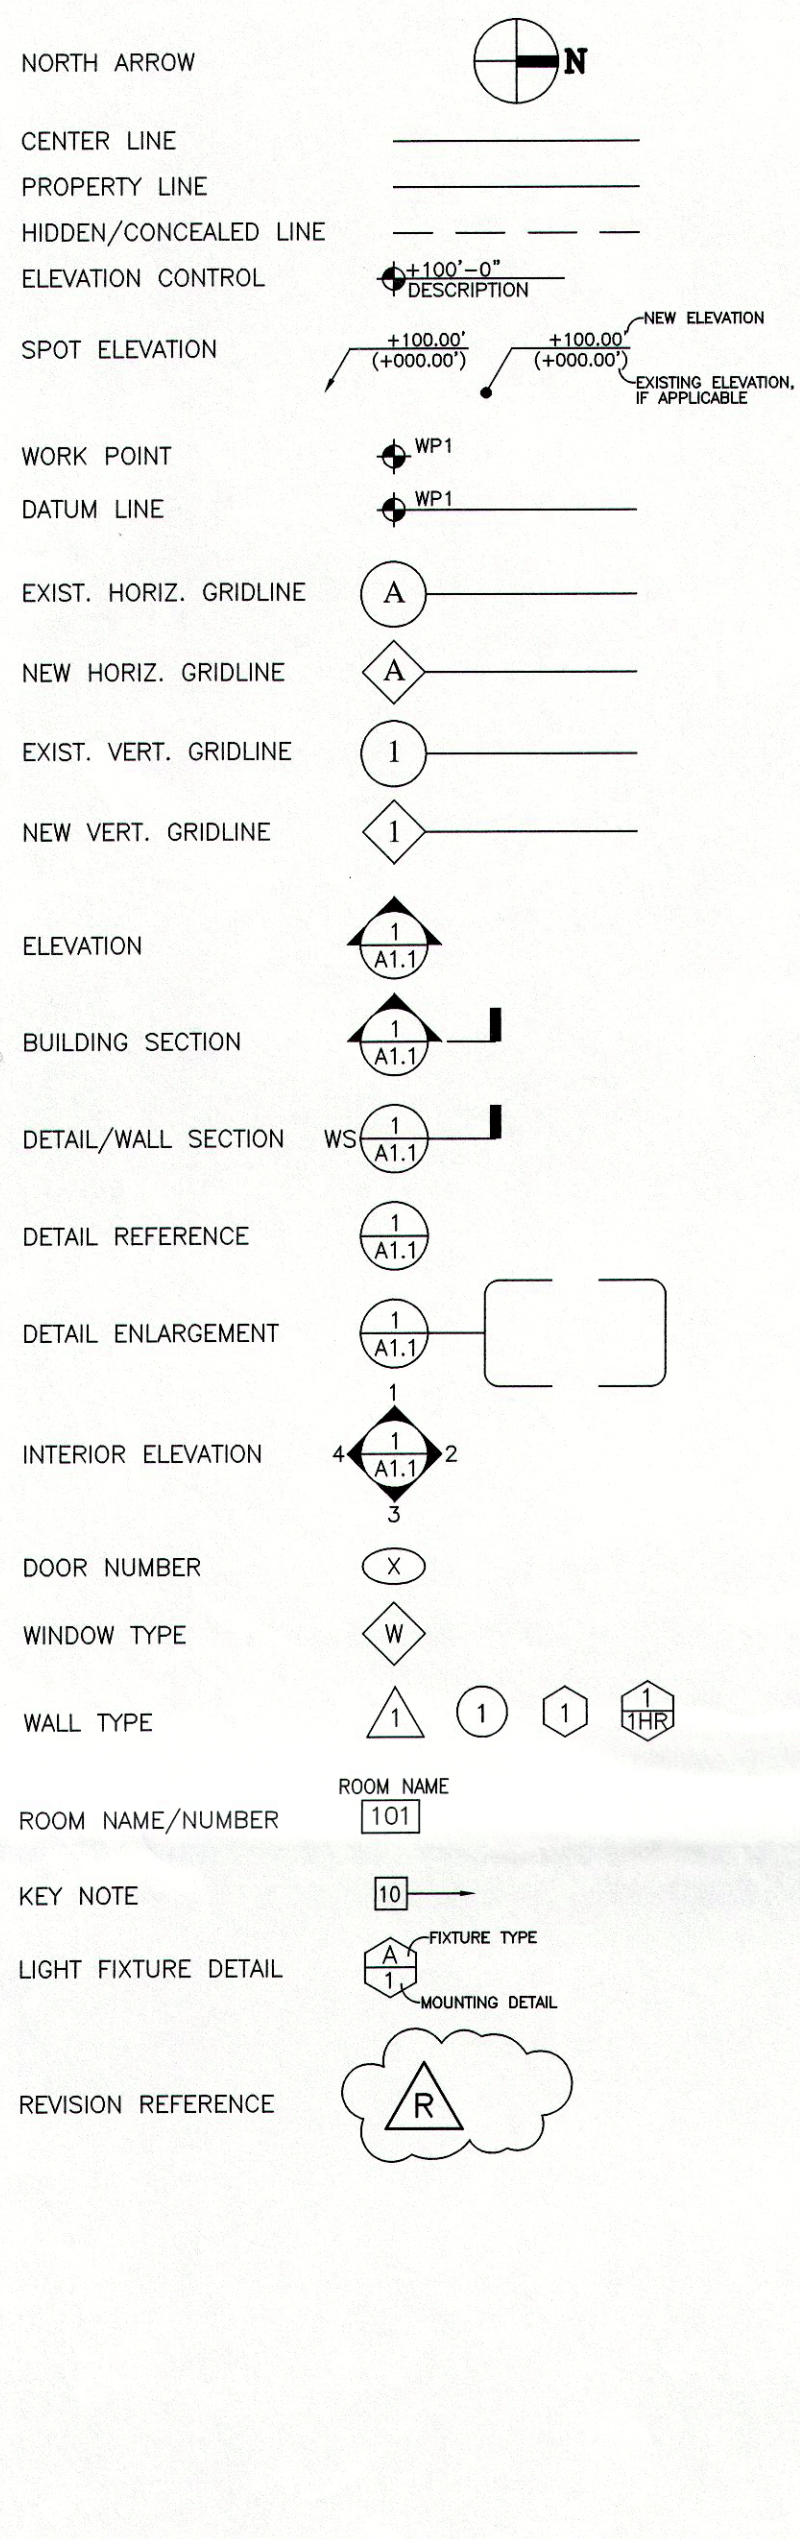 NORTH ARROW N
CENTER LINE
PROPERTY LINE
HIDDEN/CONCEALED LINE
ELEVATION CONTROL +100'-0"
DESCRIPTION
NEW ELEVATION
SPOT ELEVATION +100.00' +100.00'
(+000.00') (+000.00')
EXISTING ELEVATION,
IF APPLICABLE
WORK POINT WP1
DATUM LINE WP1
EXIST. HORIZ. GRIDLINE A
NEW HORIZ. GRIDLINE A
EXIST. VERT. GRIDLINE 1
NEW VERT. GRIDLINE 1
ELEVATION 1
A1.1
BUILDING SECTION 1
A1.1
DETAIL/WALL SECTION WS 1
A1.1
DETAIL REFERENCE 1
A1.1
DETAIL ENLARGEMENT 1
A1.1
1
INTERIOR ELEVATION 4 1 2
A1.1
3
DOOR NUMBER X
WINDOW TYPE W
WALL TYPE 1 1 1 1
1HR
ROOM NAME
ROOM NAME/NUMBER 101
KEY NOTE 10
FIXTURE TYPE
LIGHT FIXTURE DETAIL A
1
MOUNTING DETAIL
REVISION REFERENCE R